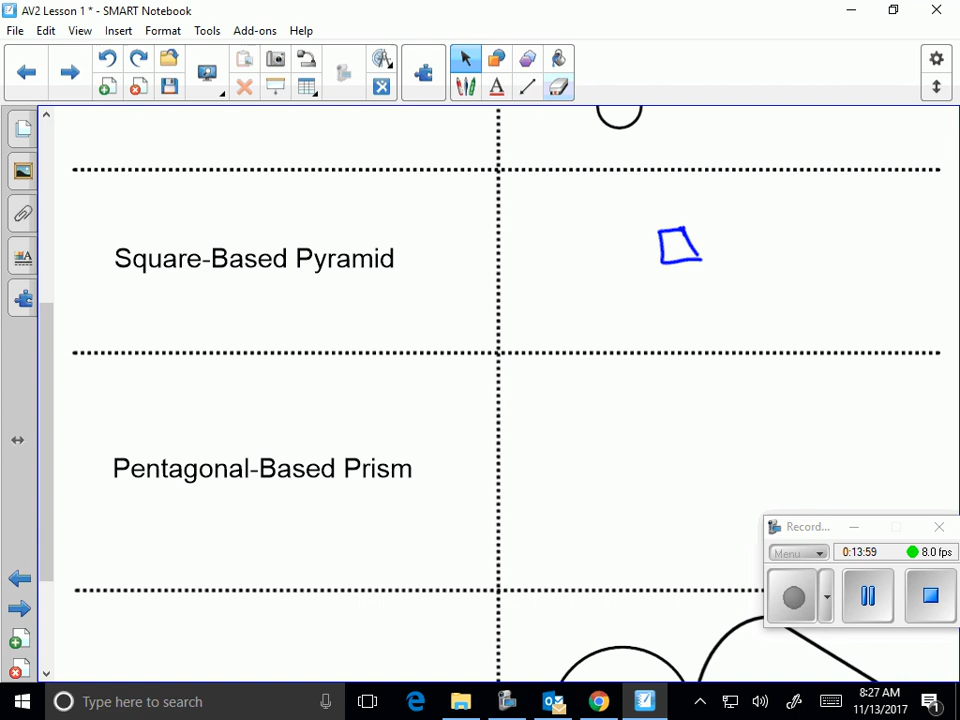 AV2 Lesson 1 * - SMART Notebook
File Edit View Insert Format Tools Add-ons Help
Square-Based Pyramid
Pentagonal-Based Prism
Record...
Menu 0:13:59 8.0 fps
Type here to search
8:27 AM
11/13/2017
1